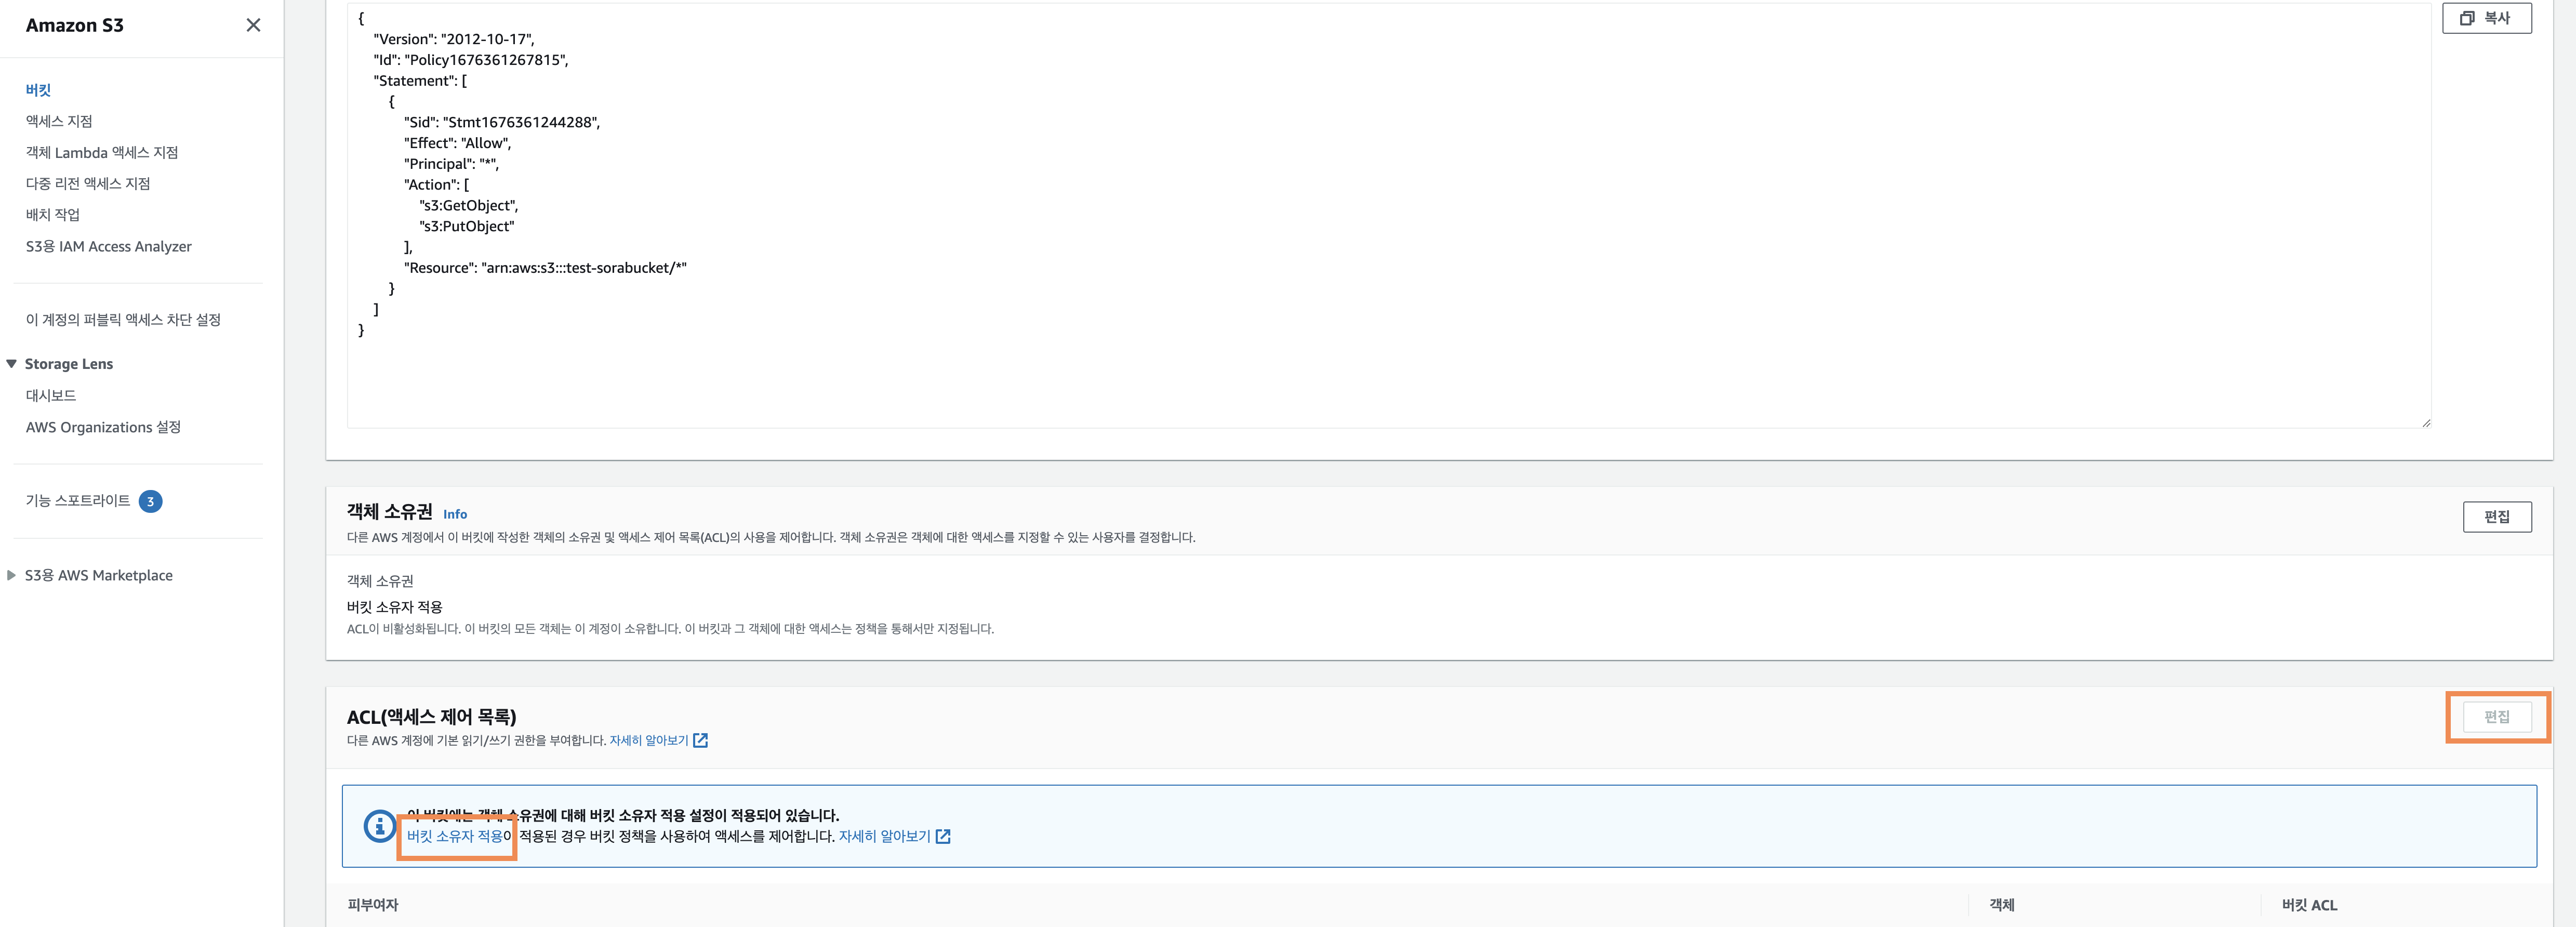 Amazon S3
버킷
액세스 지점
객체 Lambda 액세스 지점
다중 리전 액세스 지점
배치 작업
S3용 IAM Access Analyzer
이 계정의 퍼블릭 액세스 차단 설정
Storage Lens
대시보드
AWS Organizations 설정
기능 스포트라이트 3
S3용 AWS Marketplace
{
"Version": "2012-10-17",
"Id": "Policy1676361267815",
"Statement": [
{
"Sid": "Stmt1676361244288",
"Effect": "Allow",
"Principal": "*",
"Action": [
"s3:GetObject",
"s3:PutObject"
],
"Resource": "arn:aws:s3:::test-sorabucket/*"
}
]
}
복사
객체 소유권 Info
편집
다른 AWS 계정에서 이 버킷에 작성한 객체의 소유권 및 액세스 제어 목록(ACL)의 사용을 제어합니다. 객체 소유권은 객체에 대한 액세스를 지정할 수 있는 사용자를 결정합니다.
객체 소유권
버킷 소유자 적용
ACL이 비활성화됩니다. 이 버킷의 모든 객체는 이 계정이 소유합니다. 이 버킷과 그 객체에 대한 액세스는 정책을 통해서만 지정됩니다.
ACL(액세스 제어 목록)
편집
다른 AWS 계정에 기본 읽기/쓰기 권한을 부여합니다. 자세히 알아보기
이 버킷에는 객체 소유권에 대해 버킷 소유자 적용 설정이 적용되어 있습니다.
버킷 소유자 적용이 적용된 경우 버킷 정책을 사용하여 액세스를 제어합니다. 자세히 알아보기
피부여자
객체
버킷 ACL